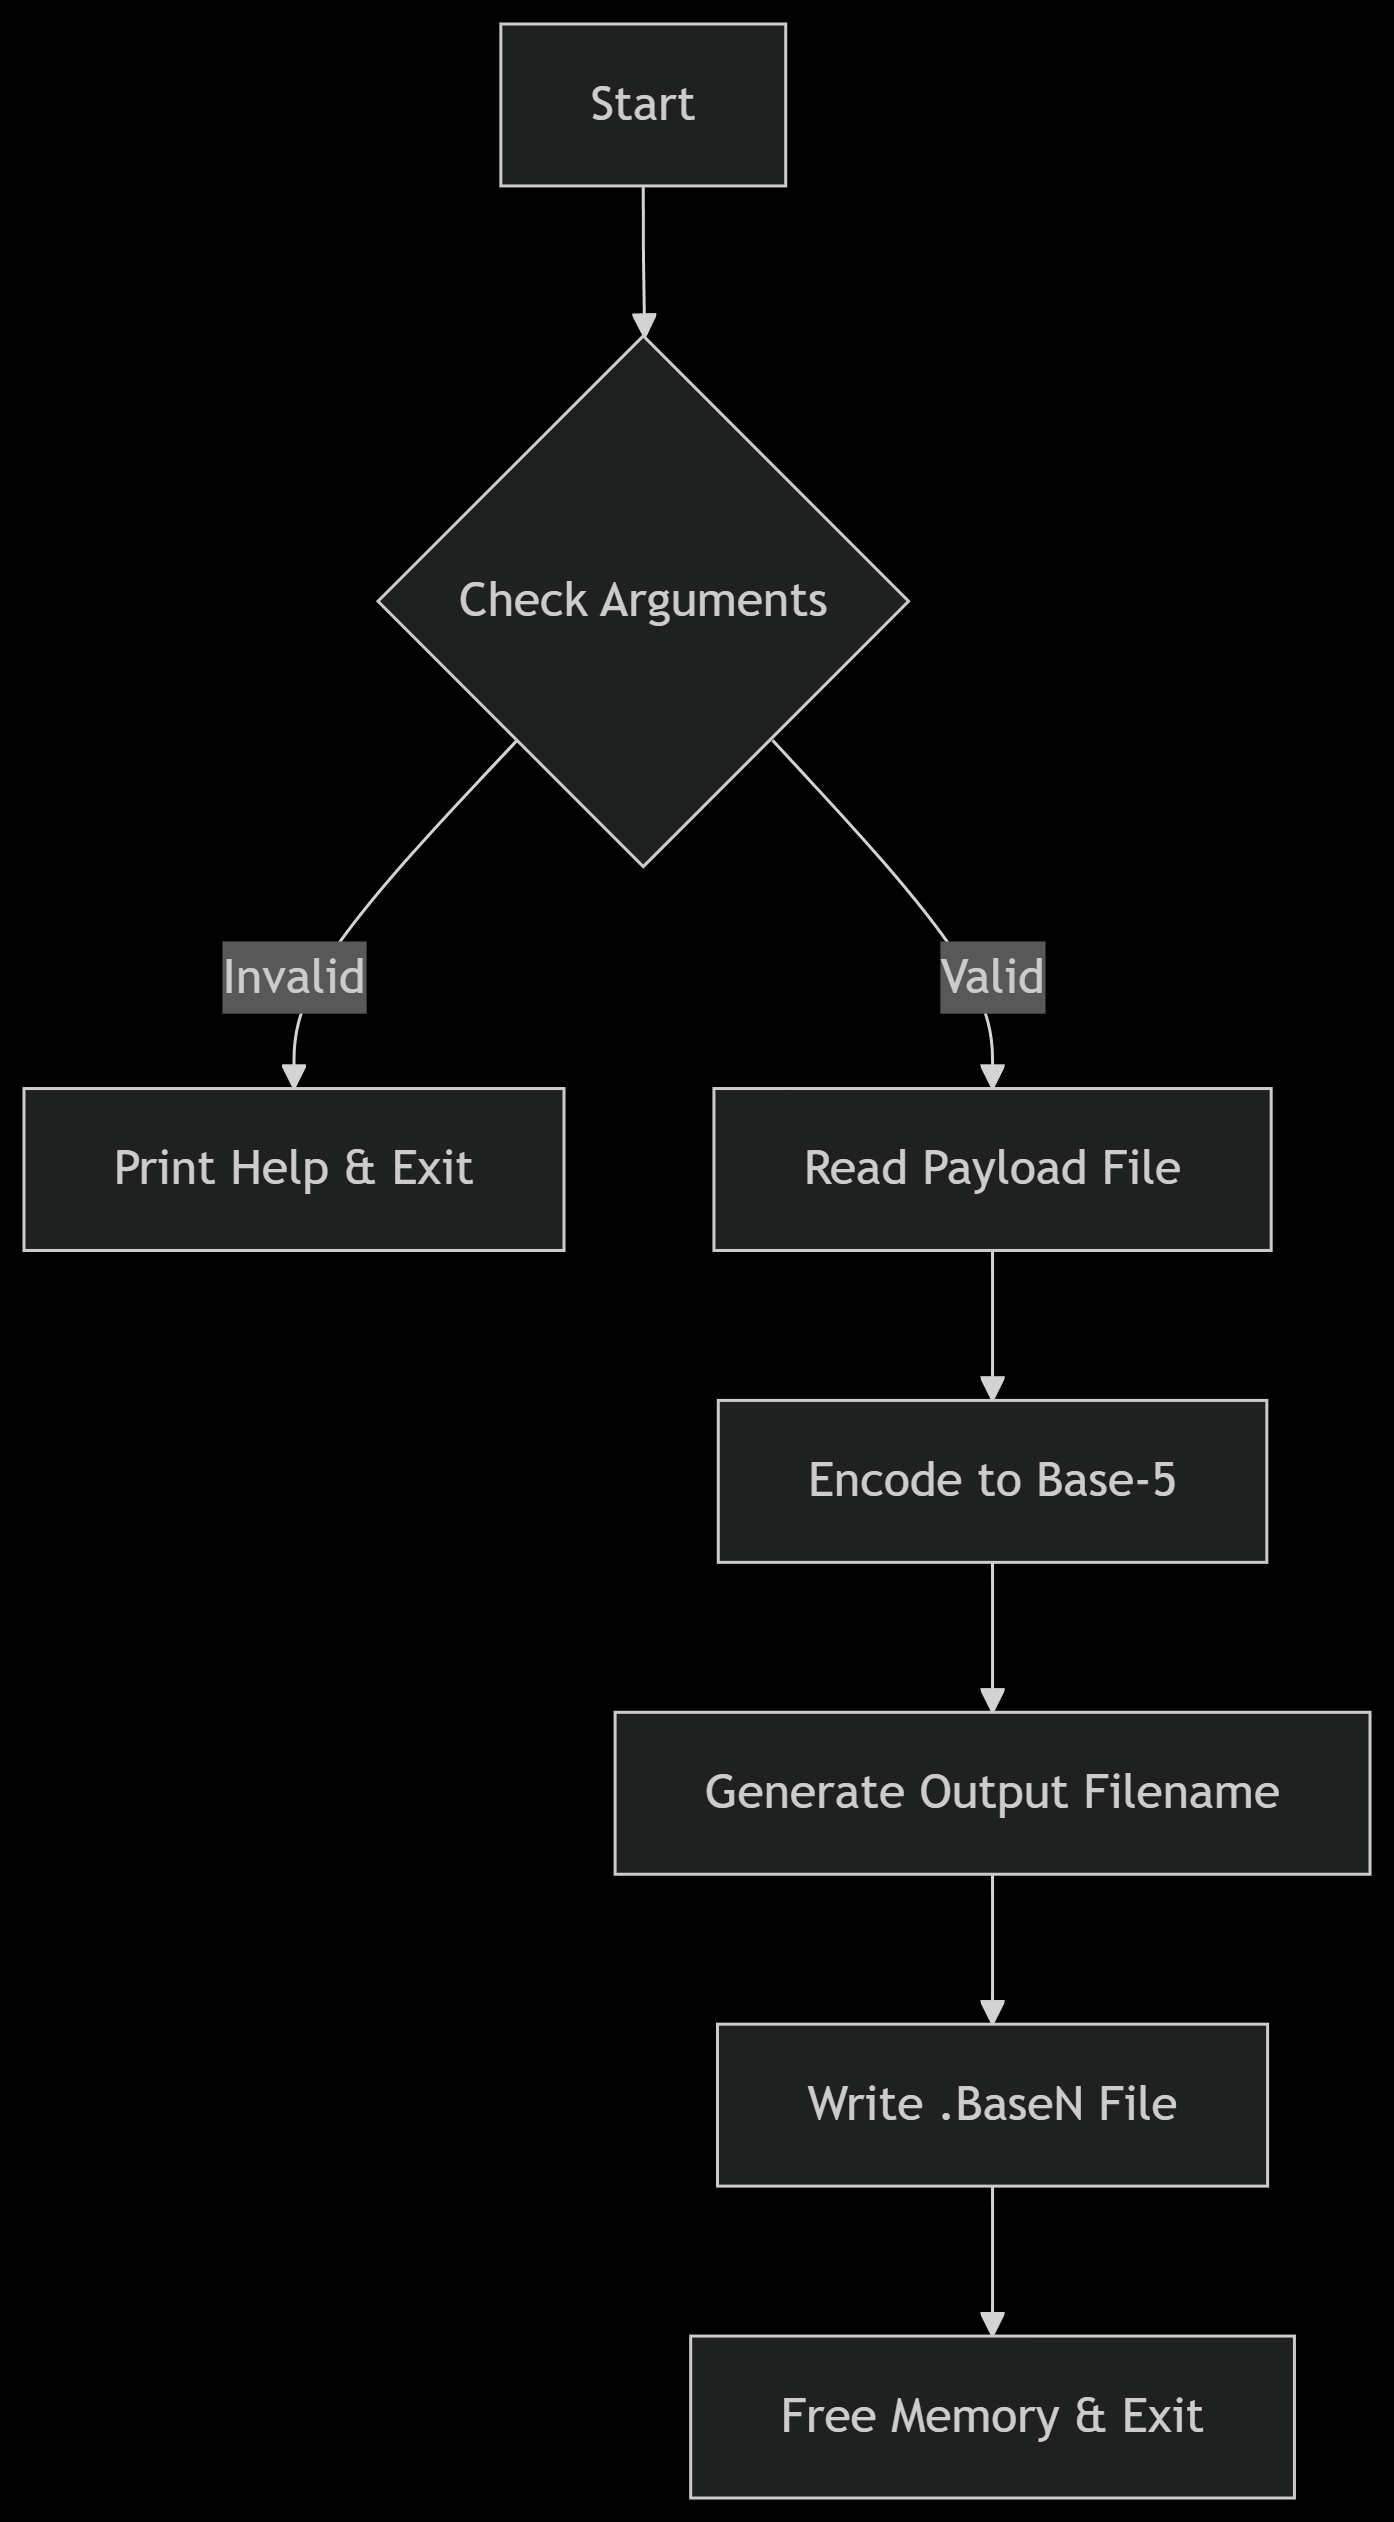 Start
Check Arguments
Invalid
Valid
Print Help & Exit
Read Payload File
Encode to Base-5
Generate Output Filename
Write .BaseN File
Free Memory & Exit